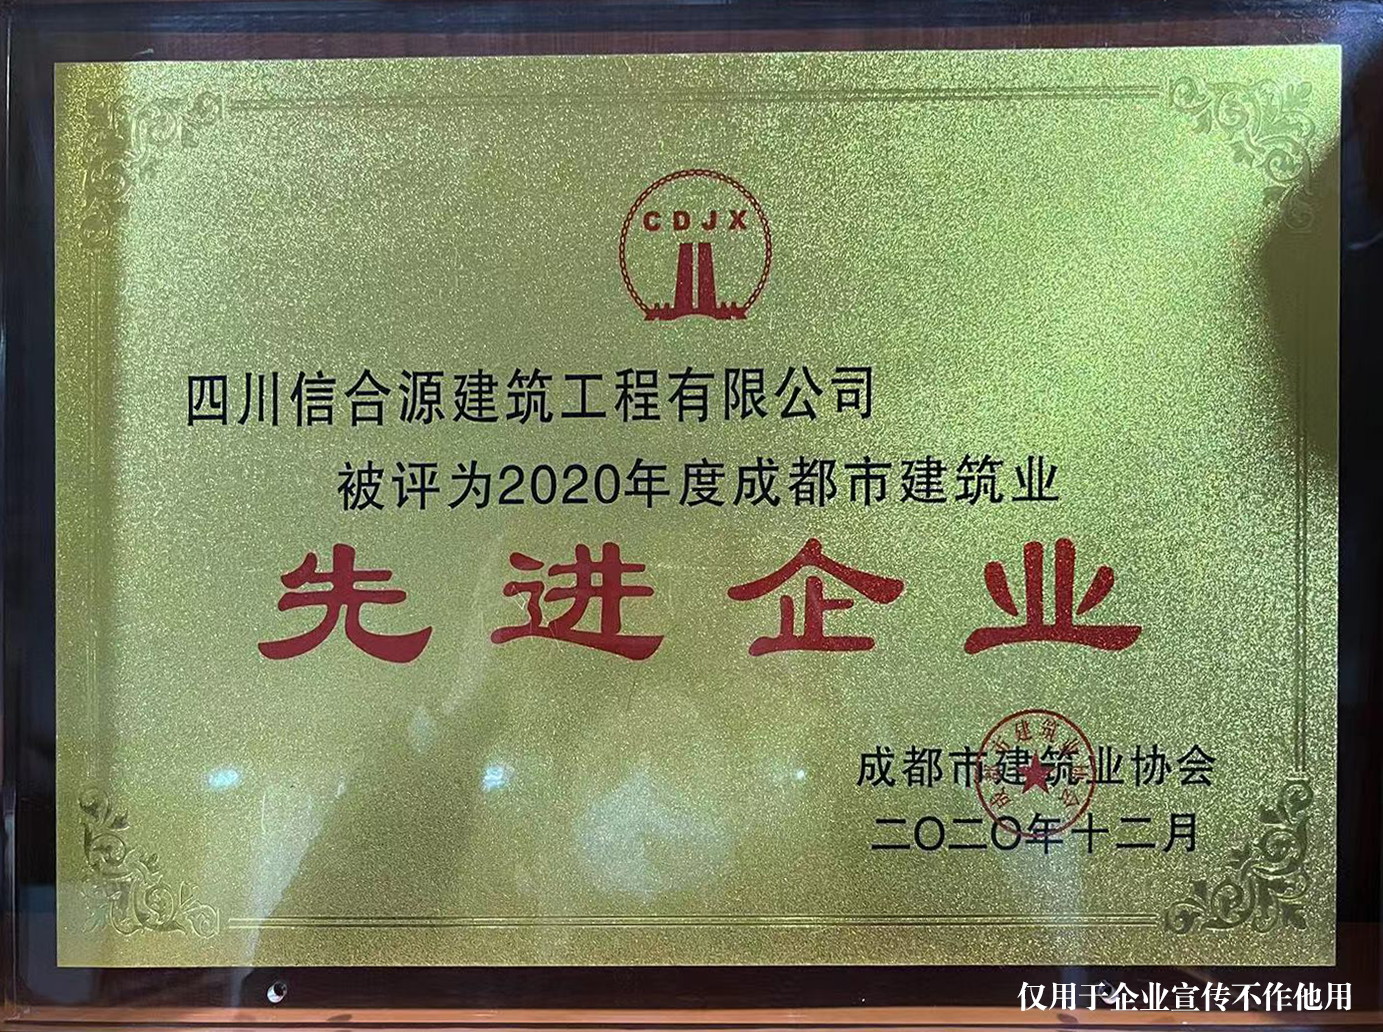 CDJX
四川信合源建筑工程有限公司
被评为2020年度成都市建筑业
先进企业
成都市建筑业协会
二〇二〇年十二月
仅用于企业宣传不作他用